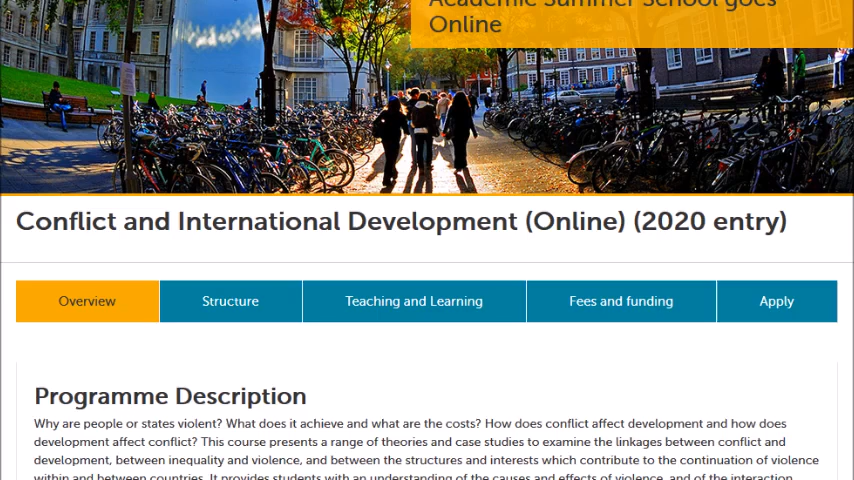 Academic Summer School goes
Online
Conflict and International Development (Online) (2020 entry)
Overview
Structure
Teaching and Learning
Fees and funding
Apply
Programme Description
Why are people or states violent? What does it achieve and what are the costs? How does conflict affect development and how does
development affect conflict? This course presents a range of theories and case studies to examine the linkages between conflict and
development, between inequality and violence, and between the structures and interests which contribute to the continuation of violence
within and between countries. It provides students with an understanding of the causes and effects of violence, and of the interaction